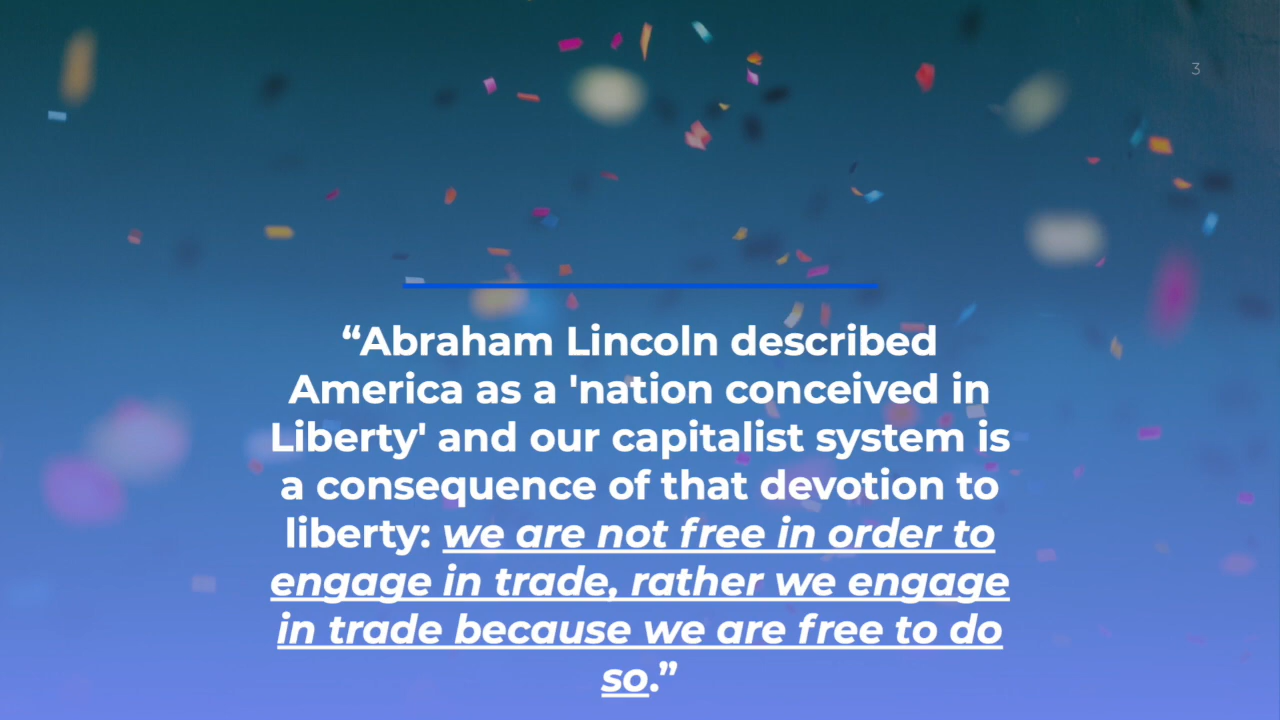 3
“Abraham Lincoln described
America as a 'nation conceived in
Liberty' and our capitalist system is
a consequence of that devotion to
liberty: we are not free in order to
engage in trade, rather we engage
in trade because we are free to do
so.”